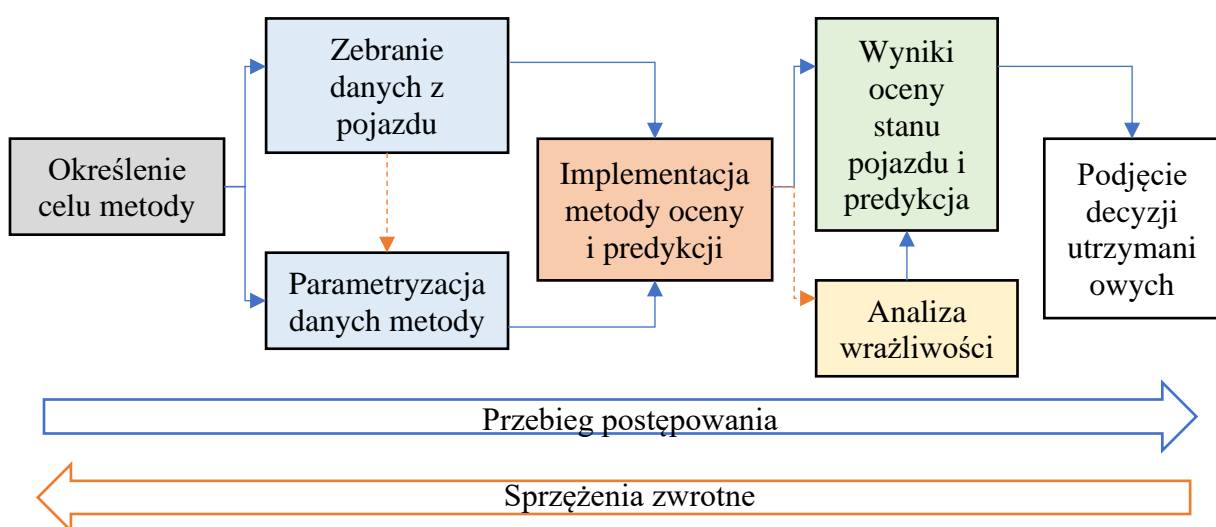 Określenie
celu metody
Zebranie
danych z
pojazdu
Parametryzacja
danych metody
Implementacja
metody oceny
i predykcji
Wyniki
oceny
stanu
pojazdu i
predykcja
Analiza
wrażliwości
Podjęcie
decyzji
utrzymani
owych
Przebieg postępowania
Sprzężenia zwrotne